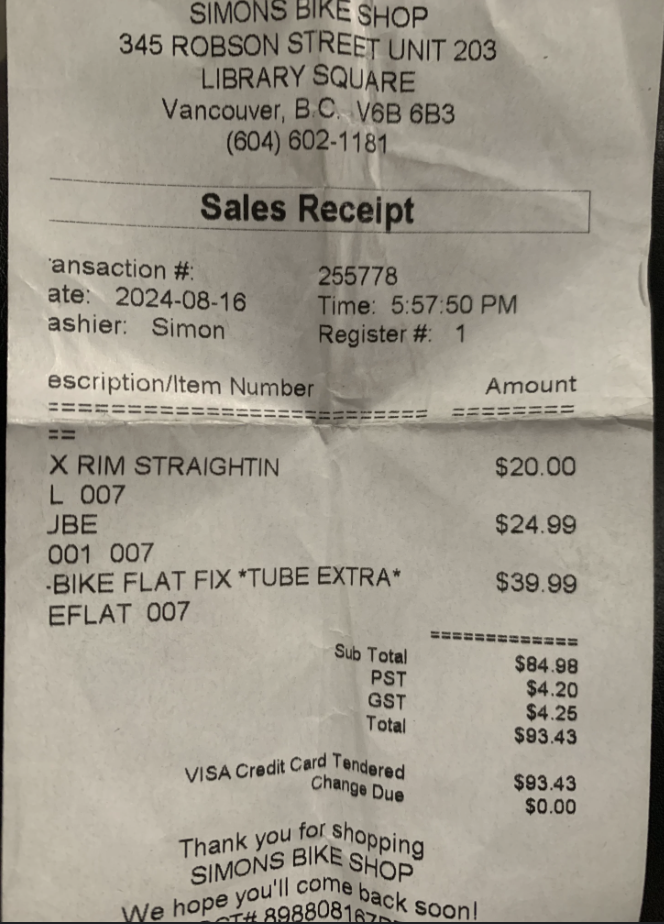 SIMONS BIKE SHOP
345 ROBSON STREET UNIT 203
LIBRARY SQUARE
Vancouver, B.C. V6B 6B3
(604) 602-1181
Sales Receipt
ansaction #: 255778
ate: 2024-08-16 Time: 5:57:50 PM
ashier: Simon Register #: 1
escription/Item Number Amount
========================= ========
==
X RIM STRAIGHTIN $20.00
L 007
JBE $24.99
001 007
-BIKE FLAT FIX *TUBE EXTRA* $39.99
EFLAT 007
=============
Sub Total $84.98
PST $4.20
GST $4.25
Total $93.43
VISA Credit Card Tendered $93.43
Change Due $0.00
Thank you for shopping
SIMONS BIKE SHOP
We hope you'll come back soon!